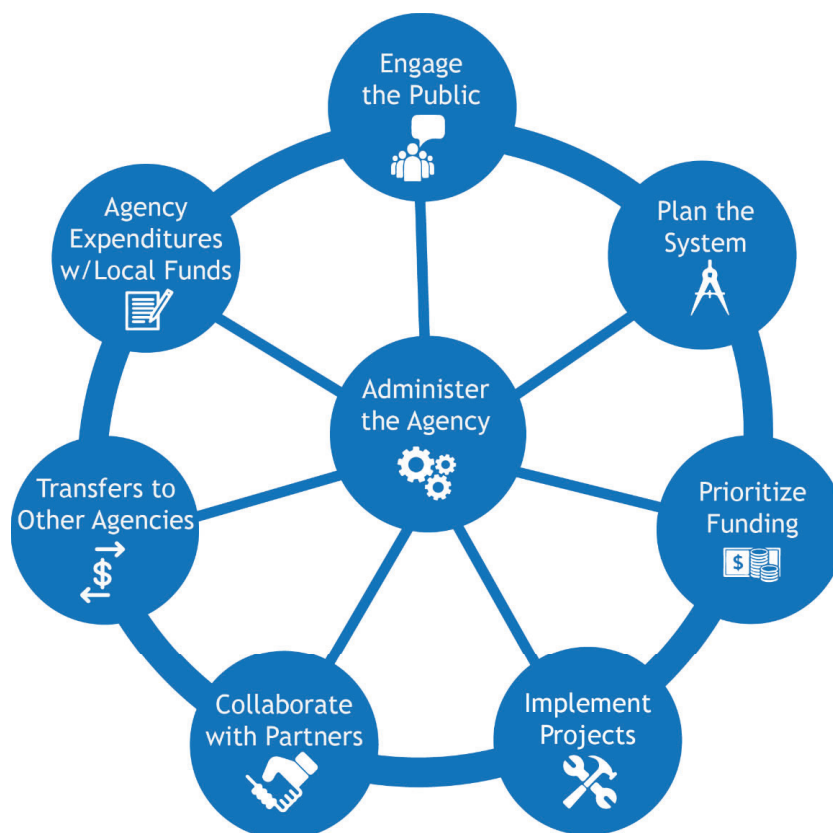 Engage
the Public
Plan the
System
Prioritize
Funding
Implement
Projects
Collaborate
with Partners
Transfers to
Other Agencies
$
Agency
Expenditures
w/Local Funds
Administer
the Agency
$